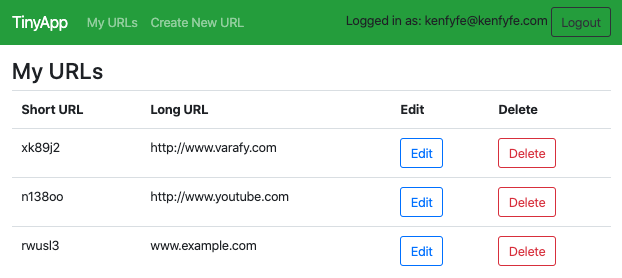 TinyApp My URLs Create New URL Logged in as: kenfyfe@kenfyfe.com Logout
My URLs
Short URL Long URL Edit Delete
xk89j2 http://www.varafy.com Edit Delete
n138oo http://www.youtube.com Edit Delete
rwusl3 www.example.com Edit Delete